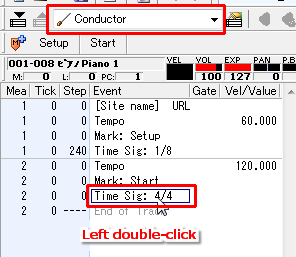 Conductor
Setup Start
001-008 ﾋﾟｱﾉ Piano 1
M: 0 L: 0 PC: 1
VEL VOL EXP PAN P.B
100 127 0
Mea Tick Step Event Gate Vel/Value
1 0 0 [Site name] URL
1 0 0 Tempo 60.000
1 0 0 Mark: Setup
1 0 240 Time Sig: 1/8
2 0 0 Tempo 120.000
2 0 0 Mark: Start
2 0 0 Time Sig: 4/4
2 0 ---- End of Trac
Left double-click